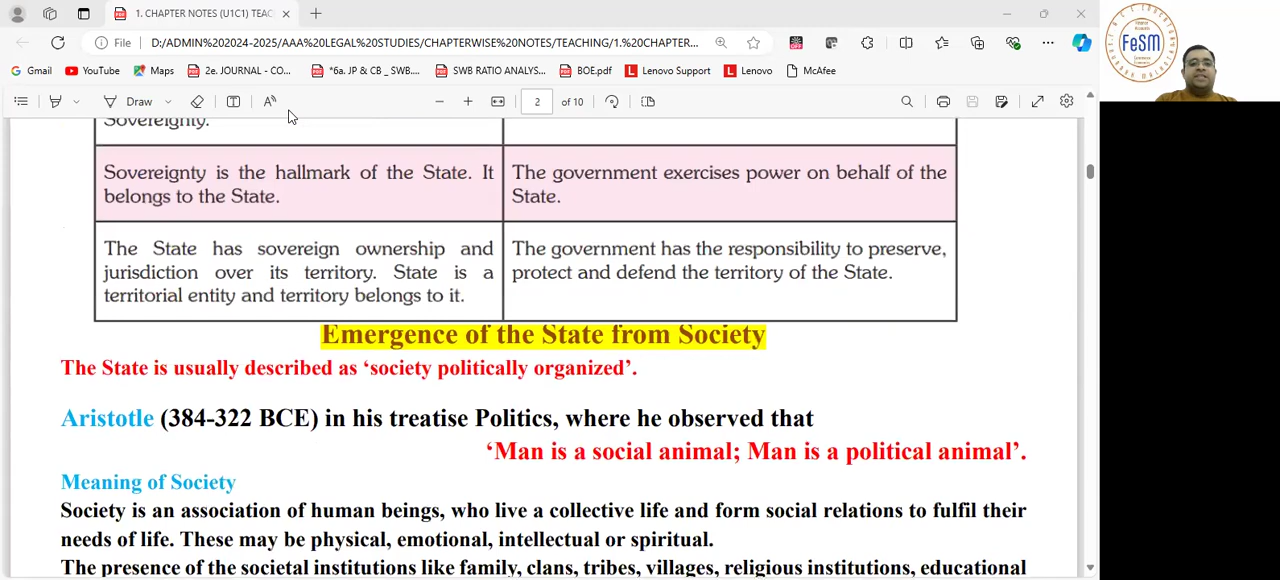 1. CHAPTER NOTES (U1C1) TEAC
File
D:/ADMIN%202024-2025/AAA%20LEGAL%20STUDIES/CHAPTERWISE%20NOTES/TEACHING/1.%20CHAPTER...
Gmail
YouTube
Maps
2e. JOURNAL - CO...
*6a. JP & CB _ SWB....
SWB RATIO ANALYS...
BOE.pdf
Lenovo Support
Lenovo
McAfee
Draw
2
of 10
Sovereignty.
Sovereignty is the hallmark of the State. It
belongs to the State.
The government exercises power on behalf of the
State.
The State has sovereign ownership and
jurisdiction over its territory. State is a
territorial entity and territory belongs to it.
The government has the responsibility to preserve,
protect and defend the territory of the State.
Emergence of the State from Society
The State is usually described as ‘society politically organized’.
Aristotle (384-322 BCE) in his treatise Politics, where he observed that
‘Man is a social animal; Man is a political animal’.
Meaning of Society
Society is an association of human beings, who live a collective life and form social relations to fulfil their
needs of life. These may be physical, emotional, intellectual or spiritual.
The presence of the societal institutions like family, clans, tribes, villages, religious institutions, educational
FeSM